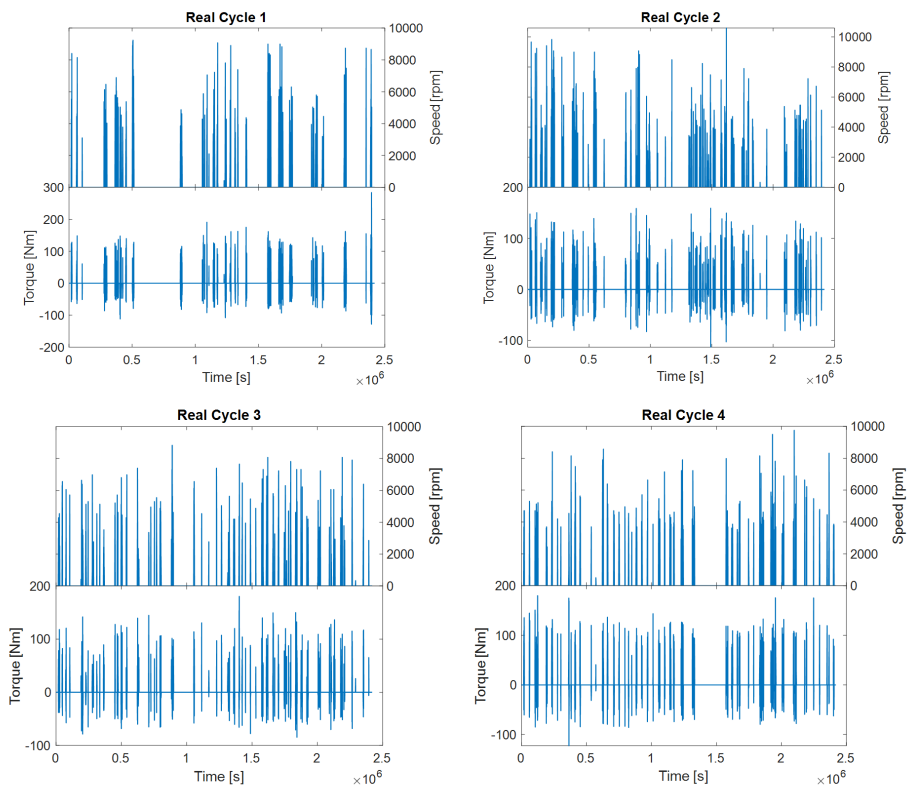 Real Cycle 1
10000
8000
6000
4000
2000
0
Speed [rpm]
300
200
100
0
-100
-200
Torque [Nm]
0 0.5 1 1.5 2 2.5
Time [s]
×10^6
Real Cycle 2
10000
8000
6000
4000
2000
0
Speed [rpm]
200
100
0
-100
Torque [Nm]
0 0.5 1 1.5 2 2.5
Time [s]
×10^6
Real Cycle 3
10000
8000
6000
4000
2000
0
Speed [rpm]
200
100
0
-100
Torque [Nm]
0 0.5 1 1.5 2 2.5
Time [s]
×10^6
Real Cycle 4
10000
8000
6000
4000
2000
0
Speed [rpm]
200
100
0
-100
Torque [Nm]
0 0.5 1 1.5 2 2.5
Time [s]
×10^6